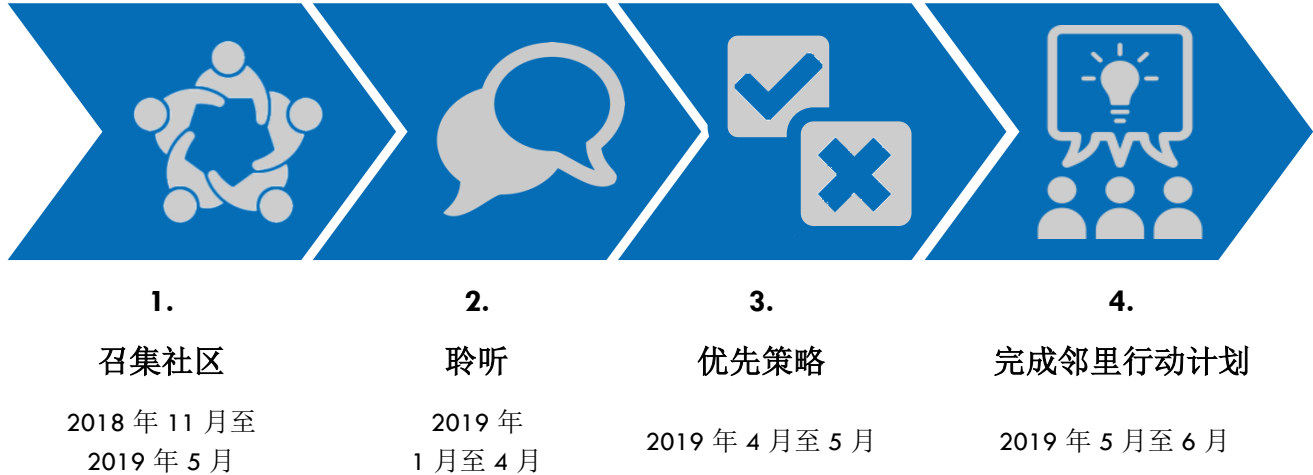 1.
召集社区
2018 年 11 月至
2019 年 5 月
2.
聆听
2019 年
1 月至 4 月
3.
优先策略
2019 年 4 月至 5 月
4.
完成邻里行动计划
2019 年 5 月至 6 月